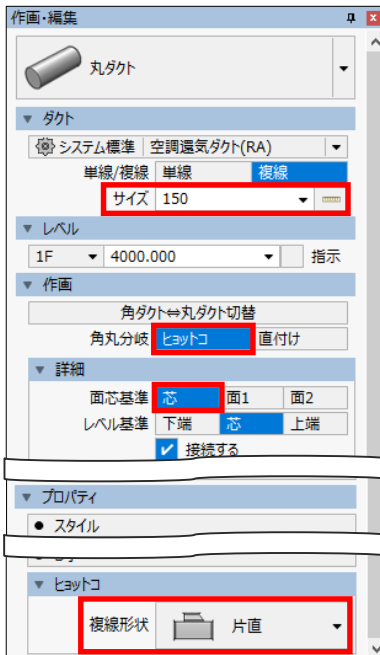 作画・編集
丸ダクト
ダクト
システム標準 空調還気ダクト(RA)
単線/複線 単線 複線
サイズ 150
レベル
1F 4000.000 指示
作画
角ダクト⇔丸ダクト切替
角丸分岐 ヒョットコ 直付け
詳細
面芯基準 芯 面1 面2
レベル基準 下端 芯 上端
接続する
プロパティ
スタイル
ヒョットコ
複線形状 片直